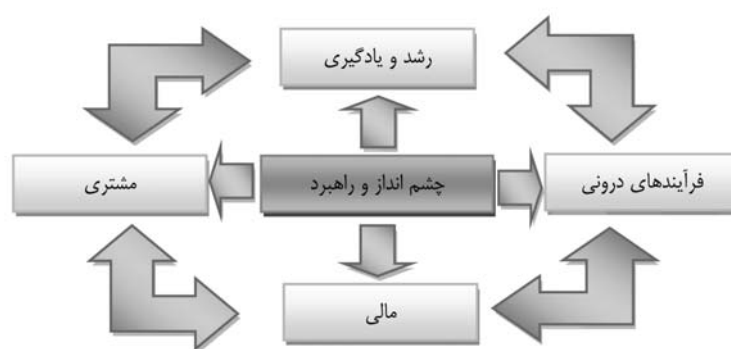 رشد و یادگیری
فرآیندهای درونی
چشم انداز و راهبرد
مشتری
مالی